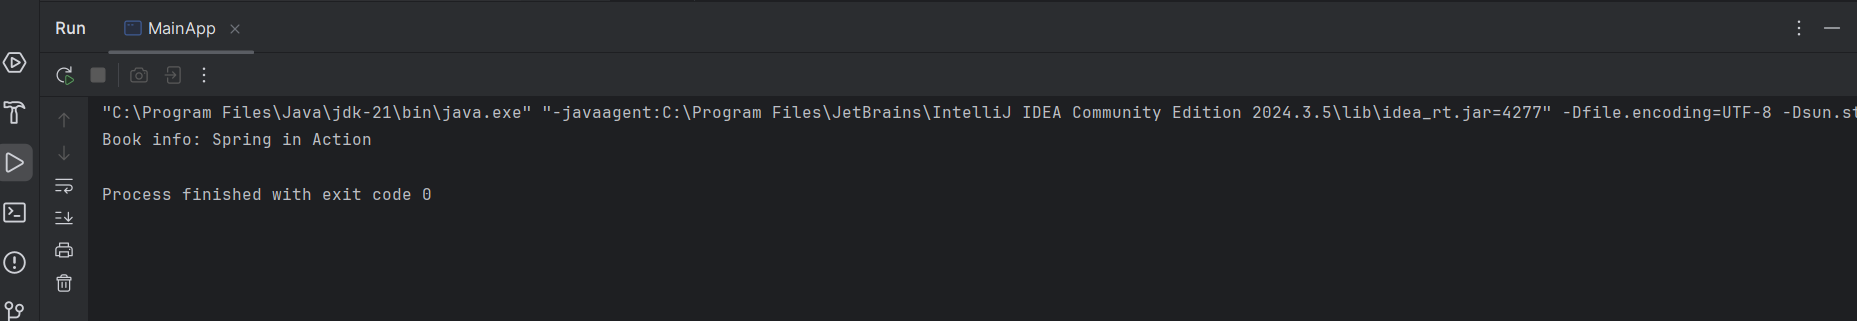 Run MainApp
"C:\Program Files\Java\jdk-21\bin\java.exe" "-javaagent:C:\Program Files\JetBrains\IntelliJ IDEA Community Edition 2024.3.5\lib\idea_rt.jar=4277" -Dfile.encoding=UTF-8 -Dsun.st
Book info: Spring in Action
Process finished with exit code 0